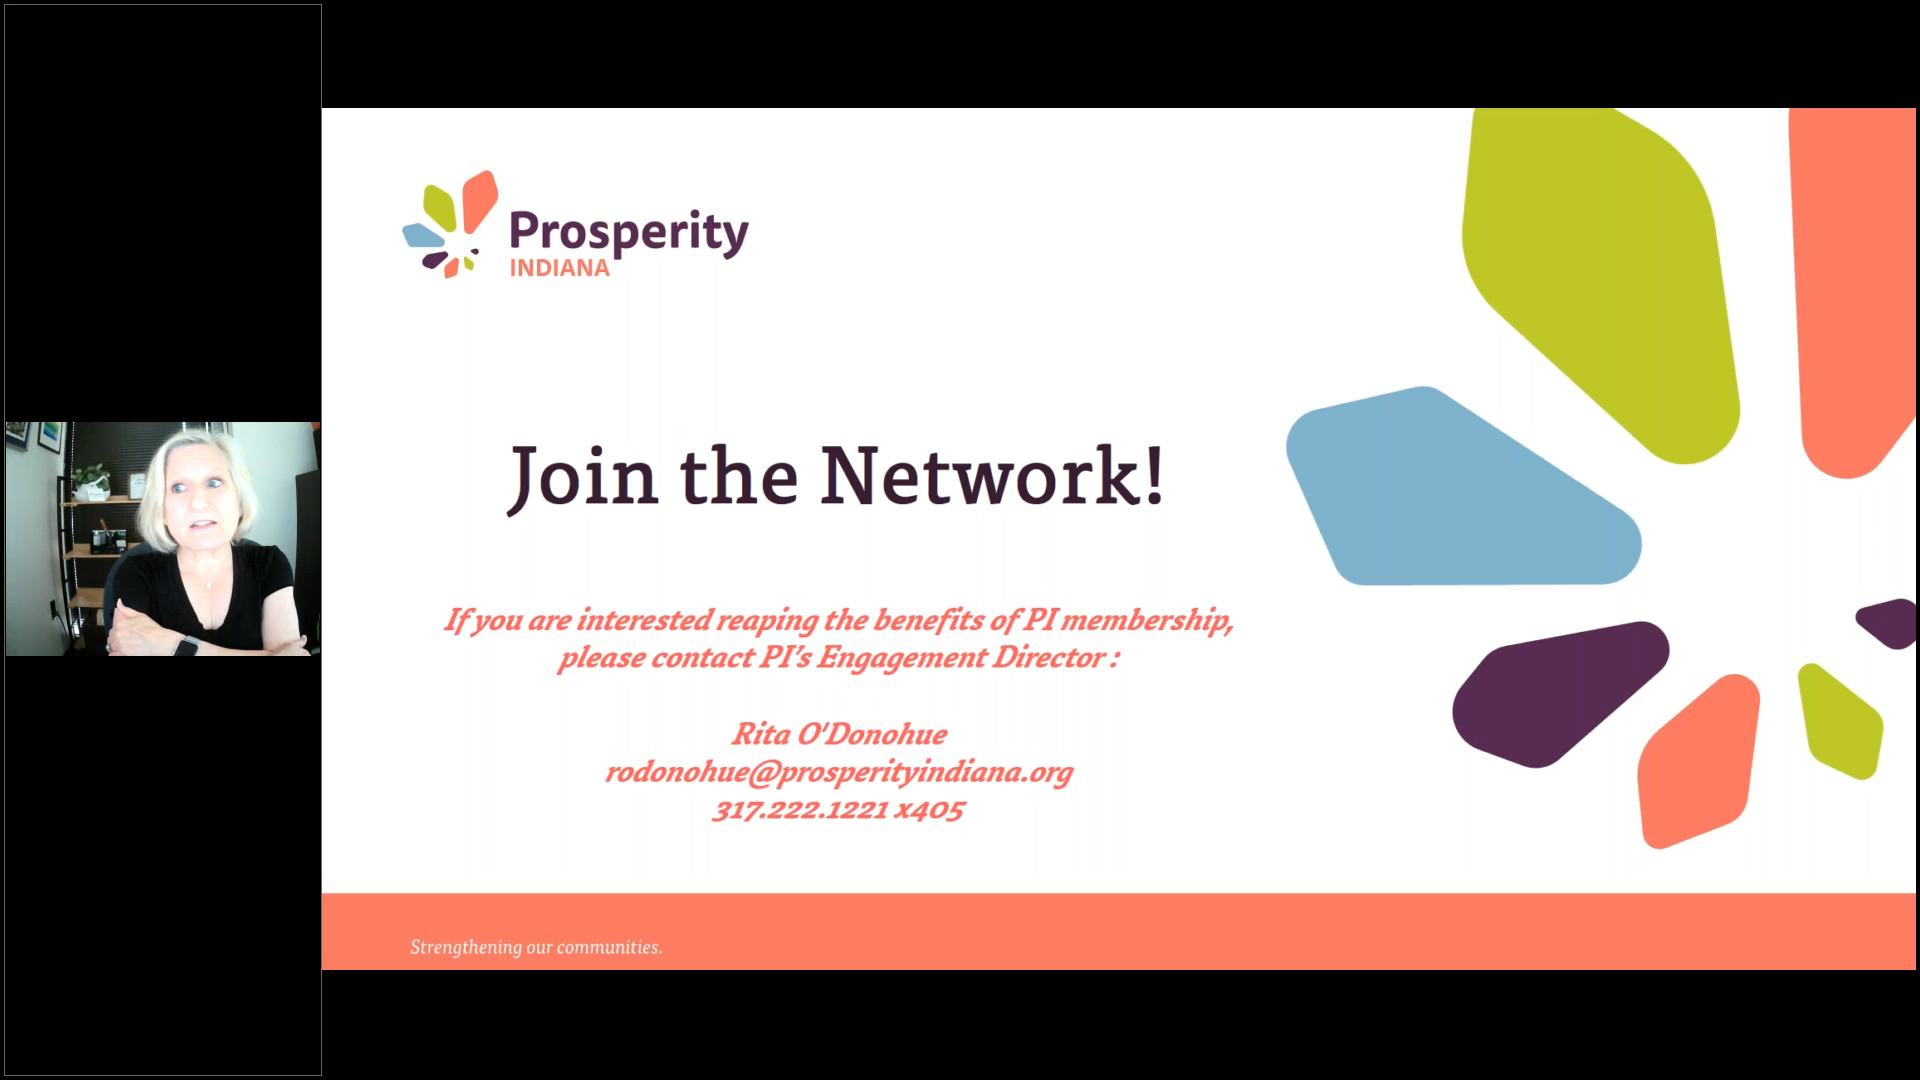 Prosperity
INDIANA
Join the Network!
If you are interested reaping the benefits of PI membership,
please contact PI's Engagement Director :
Rita O'Donohue
rodonohue@prosperityindiana.org
317.222.1221 x405
Strengthening our communities.